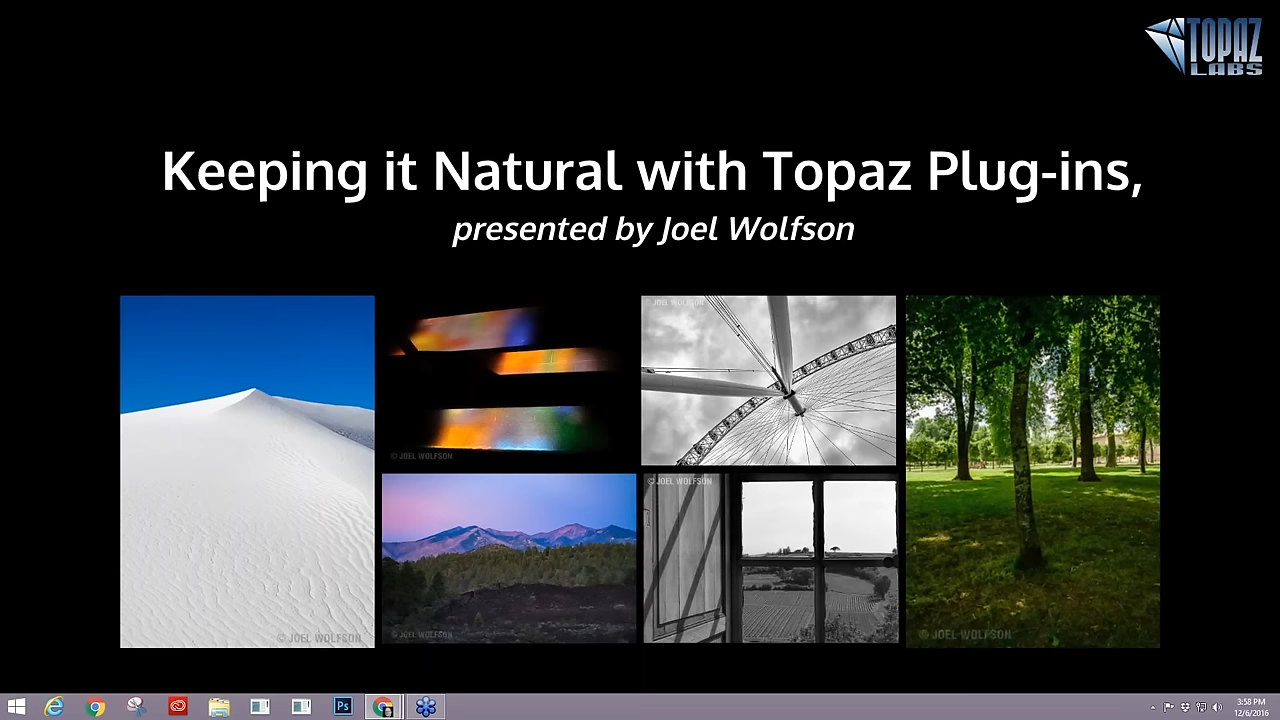 TOPAZ
LABS
Keeping it Natural with Topaz Plug-ins,
presented by Joel Wolfson
© JOEL WOLFSON
© JOEL WOLFSON
© JOEL WOLFSON
© JOEL WOLFSON
© JOEL WOLFSON
© JOEL WOLFSON
Ps
3:58 PM
12/6/2016